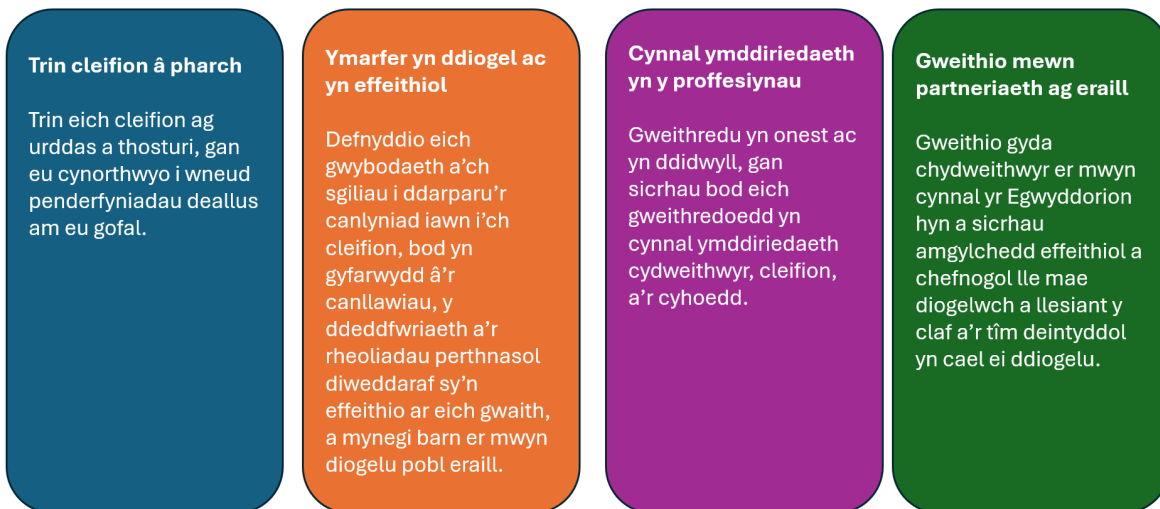 Trin cleifion â pharch
Trin eich cleifion ag
urddas a thosturi, gan
eu cynorthwyo i wneud
penderfyniadau deallus
am eu gofal.
Ymarfer yn ddiogel ac
yn effeithiol
Defnyddio eich
gwybodaeth a’ch
sgiliau i ddarparu’r
canlyniad iawn i’ch
cleifion, bod yn
gyfarwydd â’r
canllawiau, y
ddeddfwriaeth a’r
rheoliadau perthnasol
diweddaraf sy’n
effeithio ar eich gwaith,
a mynegi barn er mwyn
diogelu pobl eraill.
Cynnal ymddiriedaeth
yn y proffesiynau
Gweithredu yn onest ac
yn ddidwyll, gan
sicrhau bod eich
gweithredoedd yn
cynnal ymddiriedaeth
cydweithwyr, cleifion,
a’r cyhoedd.
Gweithio mewn
partneriaeth ag eraill
Gweithio gyda
chydweithwyr er mwyn
cynnal yr Egwyddorion
hyn a sicrhau
amgylchedd effeithiol a
chefnogol lle mae
diogelwch a llesiant y
claf a’r tîm deintyddol
yn cael ei ddiogelu.